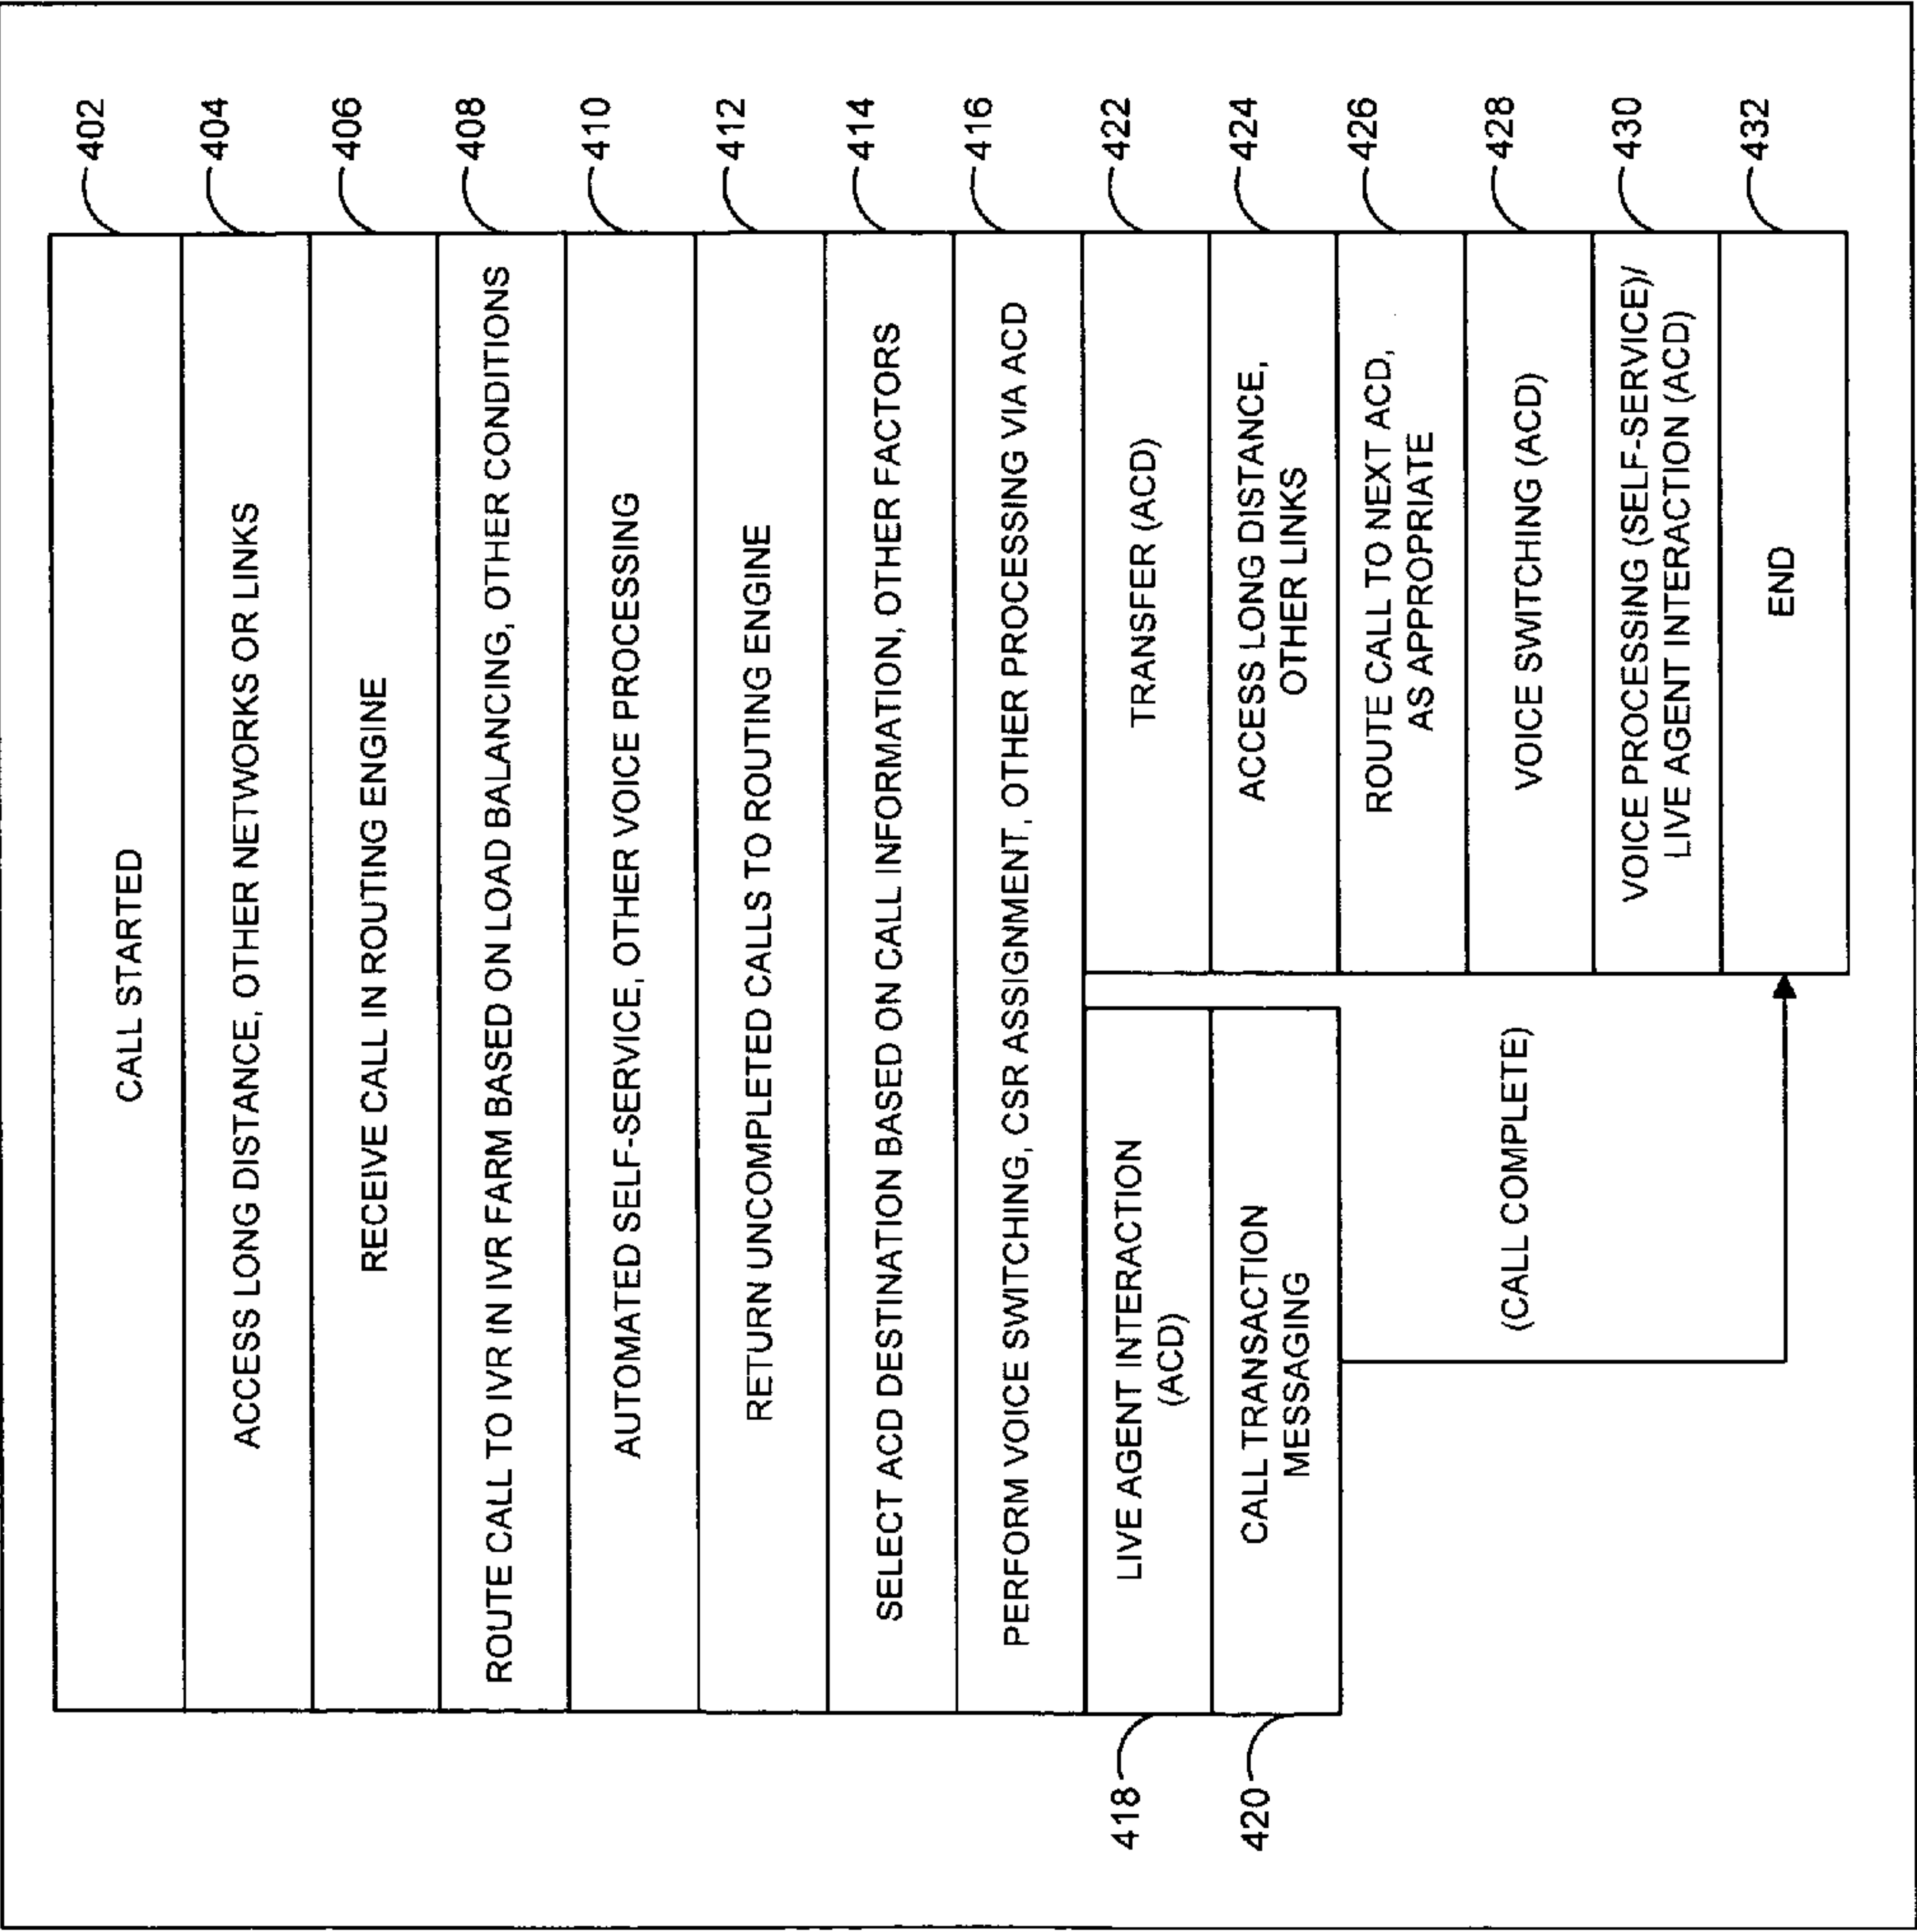 CALL STARTED
402
ACCESS LONG DISTANCE, OTHER NETWORKS OR LINKS
404
RECEIVE CALL IN ROUTING ENGINE
406
ROUTE CALL TO IVR IN IVR FARM BASED ON LOAD BALANCING, OTHER CONDITIONS
408
AUTOMATED SELF-SERVICE, OTHER VOICE PROCESSING
410
RETURN UNCOMPLETED CALLS TO ROUTING ENGINE
412
SELECT ACD DESTINATION BASED ON CALL INFORMATION, OTHER FACTORS
414
PERFORM VOICE SWITCHING, CSR ASSIGNMENT, OTHER PROCESSING VIA ACD
416
418
LIVE AGENT INTERACTION
(ACD)
420
CALL TRANSACTION
MESSAGING
(CALL COMPLETE)
TRANSFER (ACD)
422
ACCESS LONG DISTANCE,
OTHER LINKS
424
ROUTE CALL TO NEXT ACD,
AS APPROPRIATE
426
VOICE SWITCHING (ACD)
428
VOICE PROCESSING (SELF-SERVICE)/
LIVE AGENT INTERACTION (ACD)
430
END
432